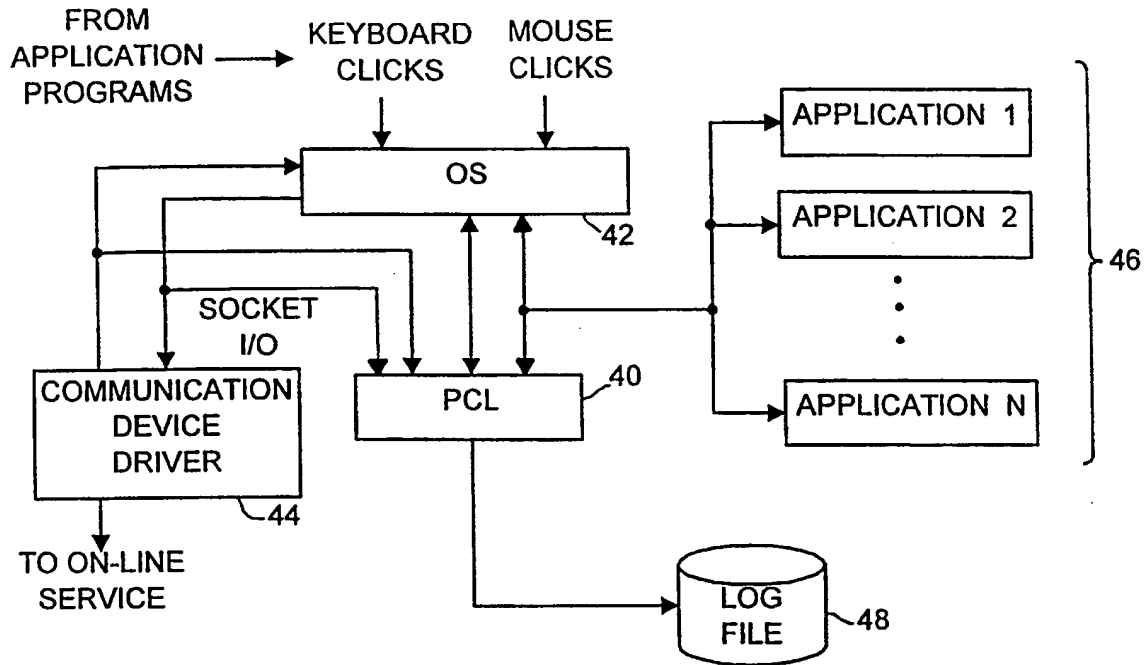 FROM
APPLICATION
PROGRAMS
KEYBOARD
CLICKS
MOUSE
CLICKS
OS
42
APPLICATION 1
APPLICATION 2
APPLICATION N
46
SOCKET
I/O
COMMUNICATION
DEVICE
DRIVER
44
PCL
40
TO ON-LINE
SERVICE
LOG
FILE
48